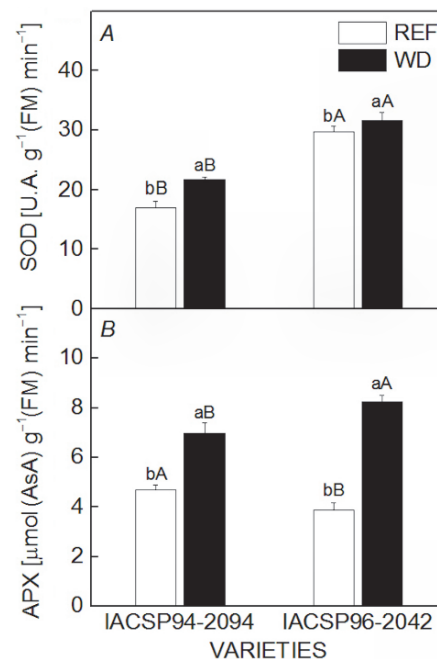 A
REF
WD
SOD [U.A. g⁻¹(FM) min⁻¹]
40
30
20
10
0
bB
aB
bA
aA
B
APX [μmol (AsA) g⁻¹(FM) min⁻¹]
10
8
6
4
2
0
bA
aB
bB
aA
IACSP94-2094 IACSP96-2042
VARIETIES